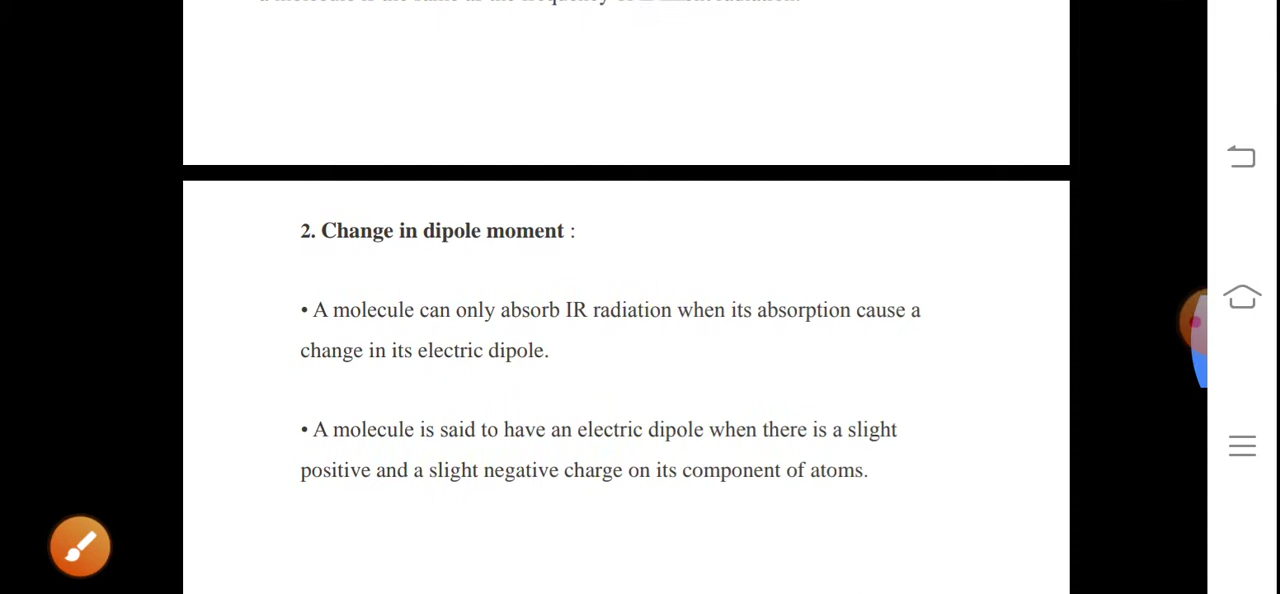 2. Change in dipole moment :
• A molecule can only absorb IR radiation when its absorption cause a
change in its electric dipole.
• A molecule is said to have an electric dipole when there is a slight
positive and a slight negative charge on its component of atoms.